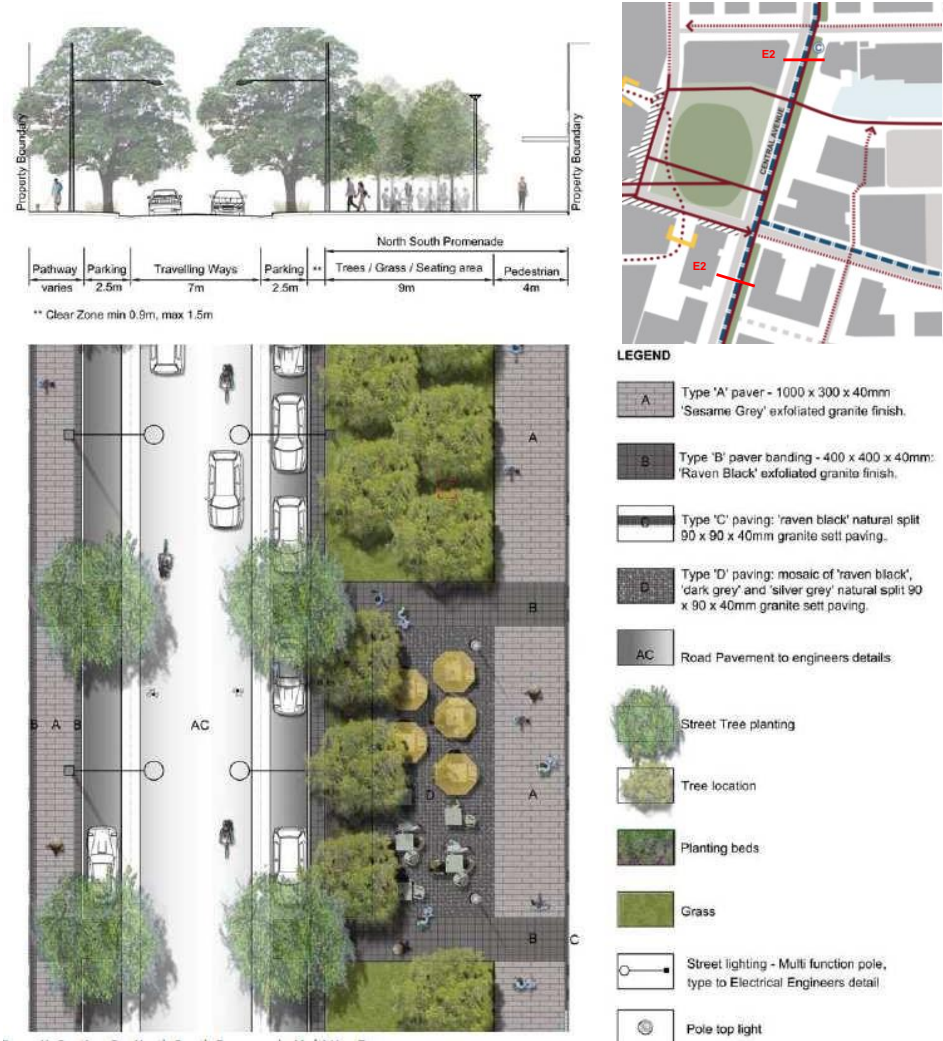 Property Boundary
Property Boundary
North South Promenade
Pathway
Parking
Travelling Ways
Parking
**
Trees / Grass / Seating area
Pedestrian
varies
2.5m
7m
2.5m
9m
4m
** Clear Zone min 0.9m, max 1.5m
E2
C
CENTRAL AVENUE
E2
A
B
B A B
AC
D
A
B
C
LEGEND
A
Type 'A' paver - 1000 x 300 x 40mm
'Sesame Grey' exfoliated granite finish.
B
Type 'B' paver banding - 400 x 400 x 40mm:
'Raven Black' exfoliated granite finish.
C
Type 'C' paving: 'raven black' natural split
90 x 90 x 40mm granite sett paving.
D
Type 'D' paving: mosaic of 'raven black',
'dark grey' and 'silver grey' natural split 90
x 90 x 40mm granite sett paving.
AC
Road Pavement to engineers details
Street Tree planting
Tree location
Planting beds
Grass
Street lighting - Multi function pole,
type to Electrical Engineers detail
Pole top light